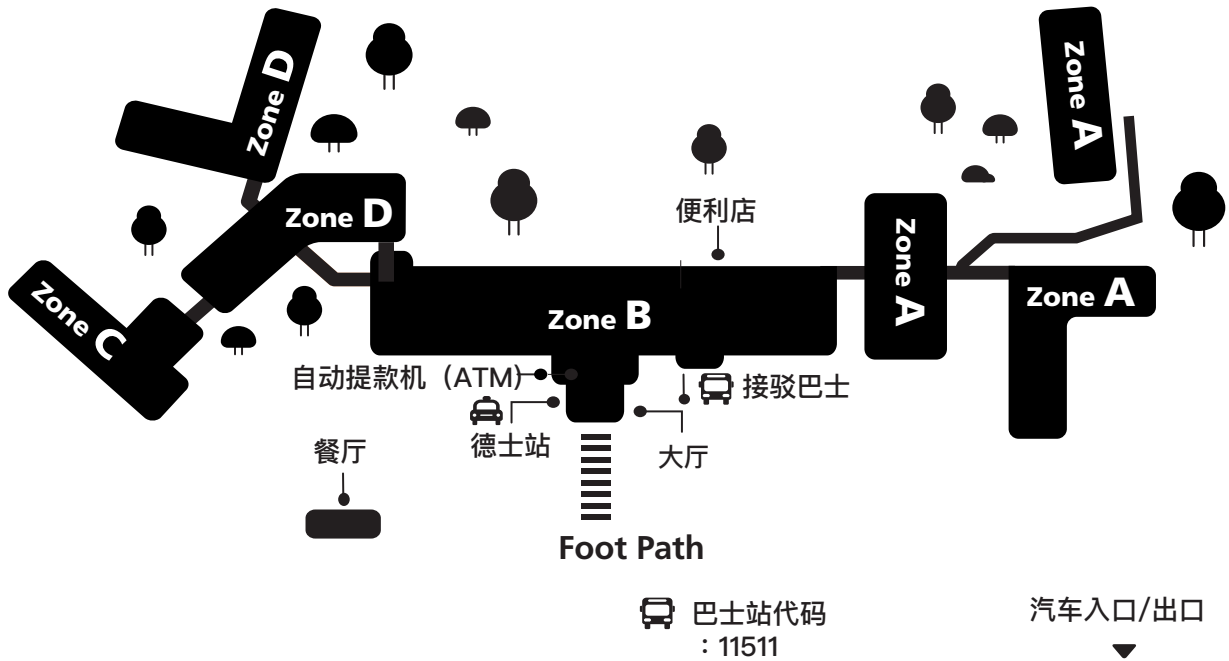 Zone D
Zone A
Zone D
便利店
Zone A
Zone C
Zone B
Zone A
自动提款机（ATM）
接驳巴士
德士站
大厅
餐厅
Foot Path
巴士站代码
：11511
汽车入口/出口